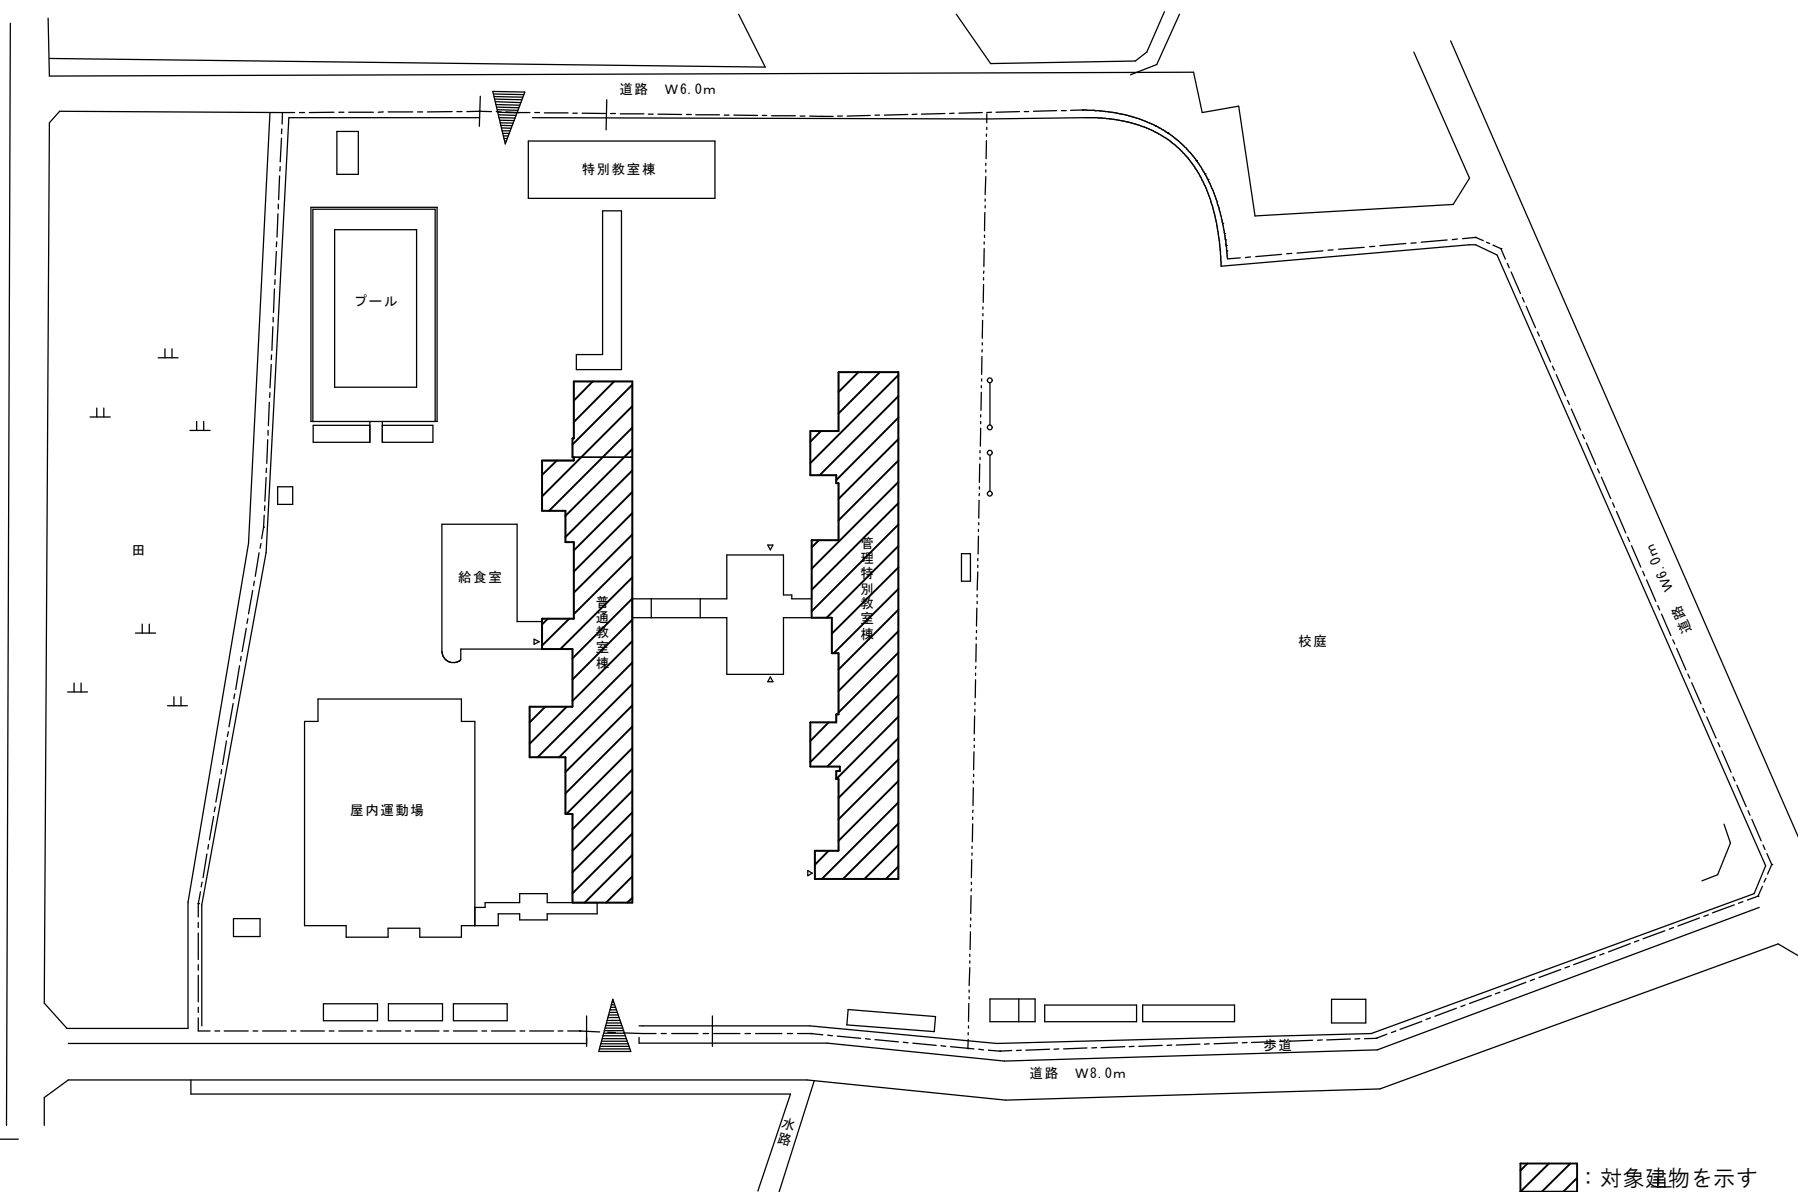 道路 W6.0m
特別教室棟
プール
田
給食室
普通教室棟
管理特別教室棟
校庭
道路 W6.0m
屋内運動場
歩道
道路 W8.0m
水路
：対象建物を示す